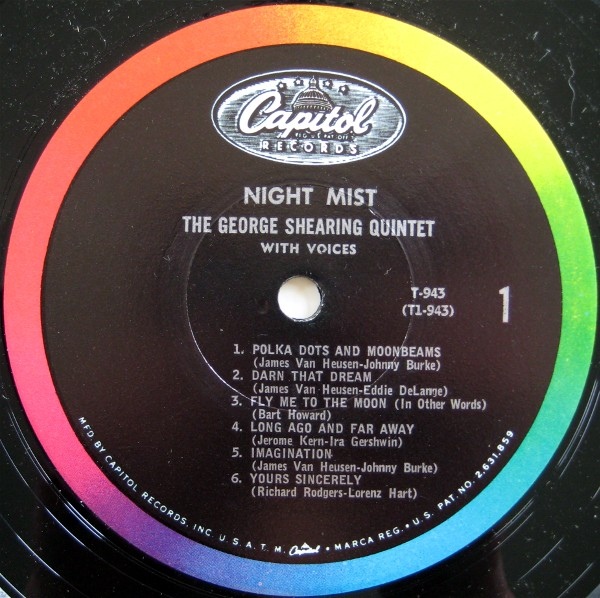 Capitol
REG. U.S. PAT. OFF.
RECORDS
NIGHT MIST
THE GEORGE SHEARING QUINTET
WITH VOICES
T-943
(T1-943)
1
1. POLKA DOTS AND MOONBEAMS
(James Van Heusen-Johnny Burke)
2. DARN THAT DREAM
(James Van Heusen-Eddie DeLange)
3. FLY ME TO THE MOON (In Other Words)
(Bart Howard)
4. LONG AGO AND FAR AWAY
(Jerome Kern-Ira Gershwin)
5. IMAGINATION
(James Van Heusen-Johnny Burke)
6. YOURS SINCERELY
(Richard Rodgers-Lorenz Hart)
MFD. BY CAPITOL RECORDS, INC. U.S.A. T.M. Capitol • MARCA REG. • U.S. PAT. NO. 2,631,859